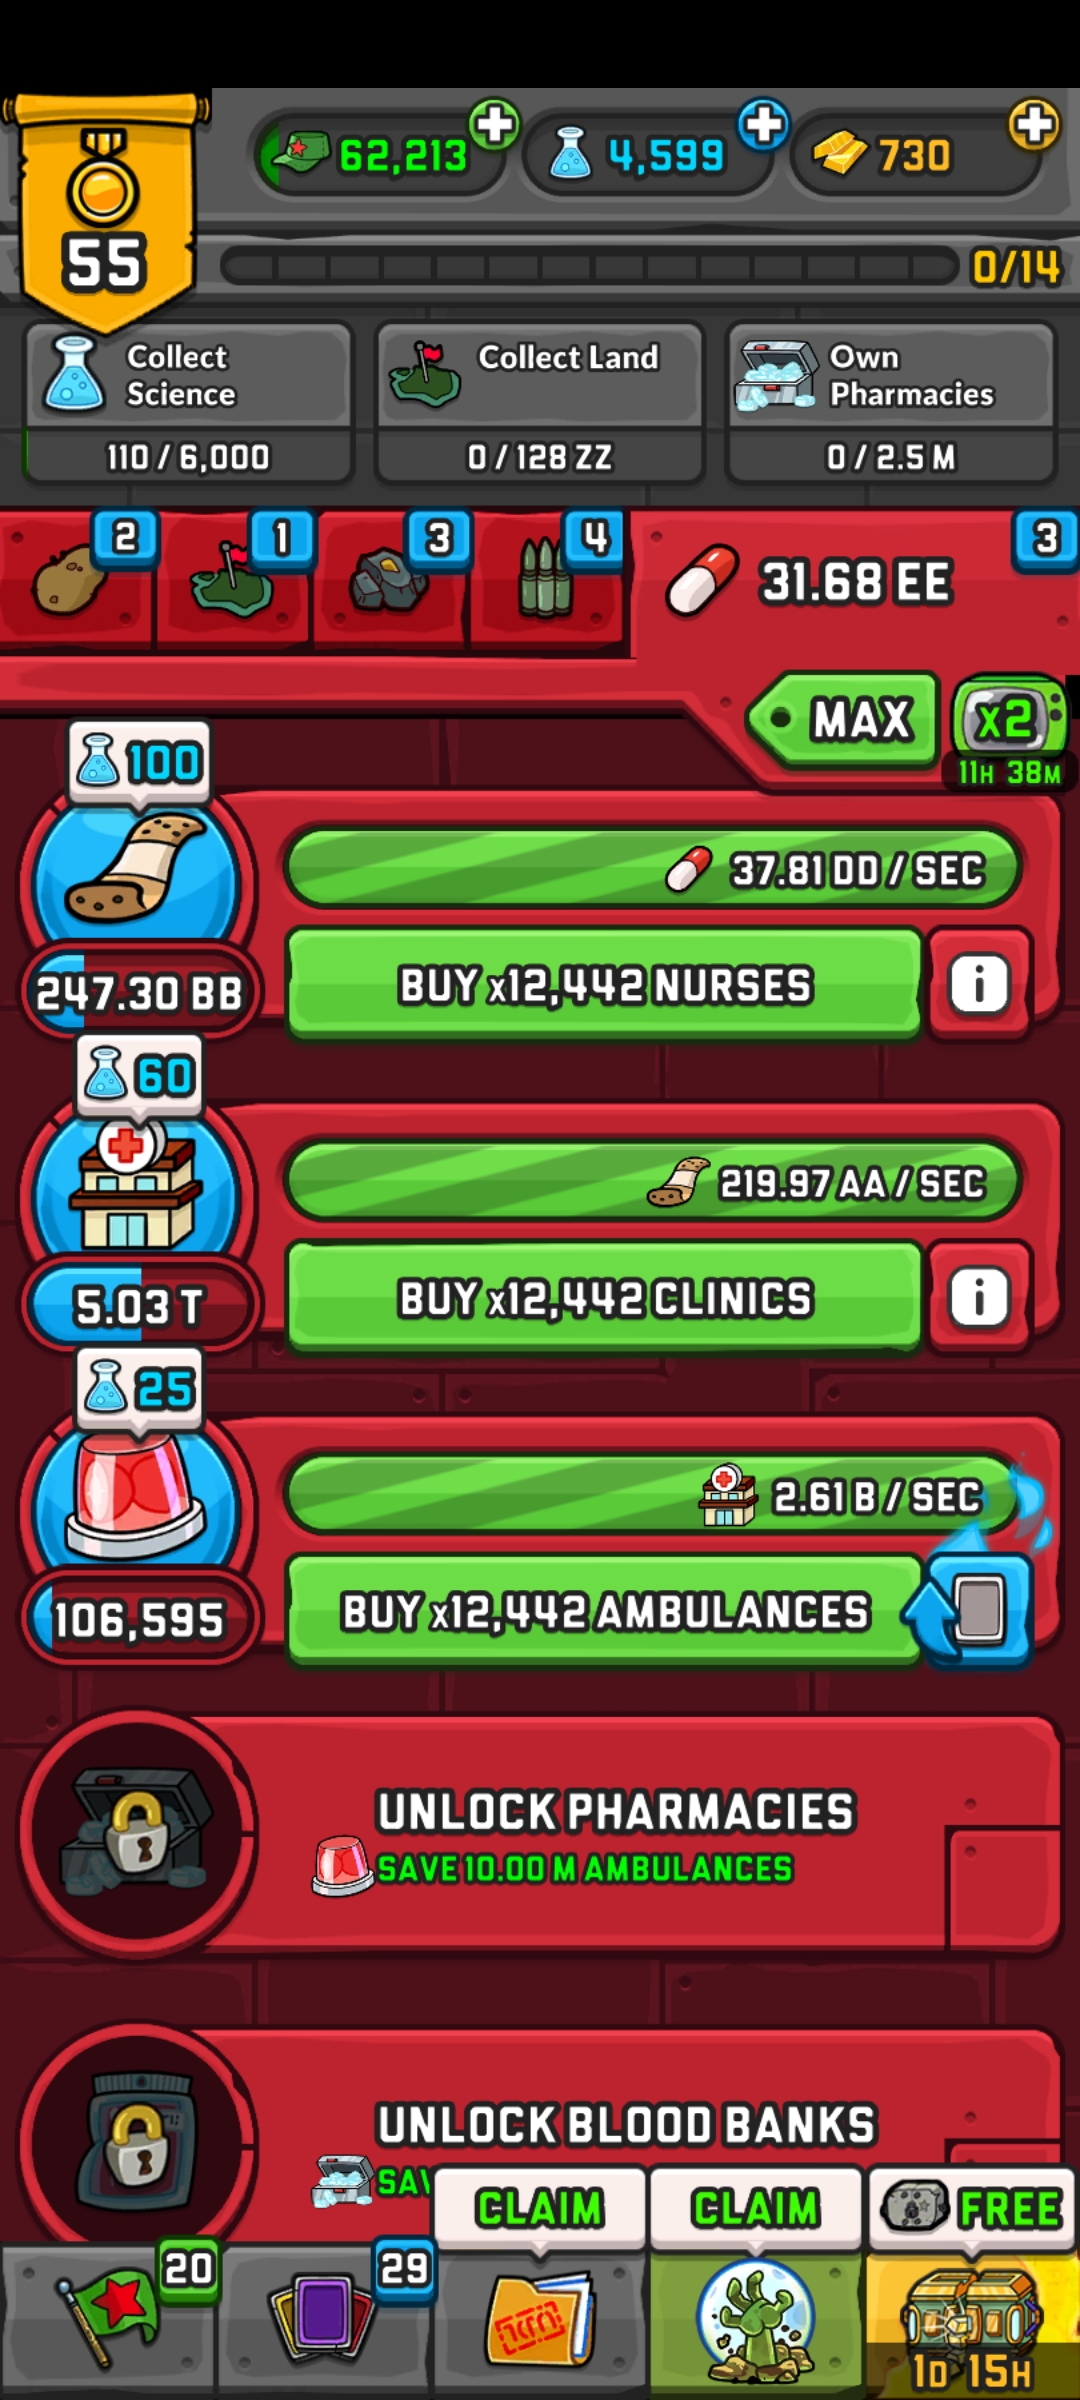 55
62,213
4,599
730
0/14
Collect
Science
110 / 6,000
Collect Land
0 / 128 ZZ
Own
Pharmacies
0 / 2.5 M
2
1
3
4
31.68 EE
3
MAX
x2
11H 38M
100
37.81 DD / SEC
247.30 BB
BUY x12,442 NURSES
i
60
219.97 AA / SEC
5.03 T
BUY x12,442 CLINICS
i
25
2.61 B / SEC
106,595
BUY x12,442 AMBULANCES
UNLOCK PHARMACIES
SAVE 10.00 M AMBULANCES
UNLOCK BLOOD BANKS
CLAIM
CLAIM
FREE
20
29
1D 15H